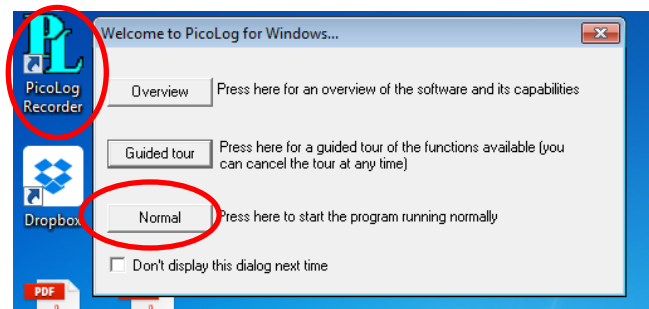 PL
Welcome to PicoLog for Windows...
PicoLog
Recorder
Overview
Press here for an overview of the software and its capabilities
Guided tour
Press here for a guided tour of the functions available (you
can cancel the tour at any time)
Dropbox
Normal
Press here to start the program running normally
Don't display this dialog next time
PDF